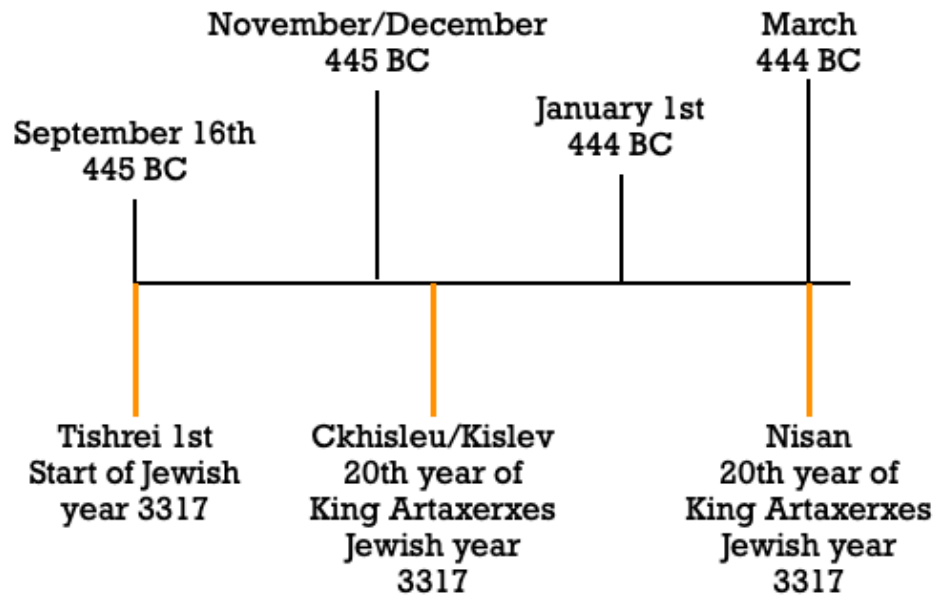 November/December
445 BC
March
444 BC
January 1st
444 BC
September 16th
445 BC
Tishrei 1st
Start of Jewish
year 3317
Ckhisleu/Kislev
20th year of
King Artaxerxes
Jewish year
3317
Nisan
20th year of
King Artaxerxes
Jewish year
3317